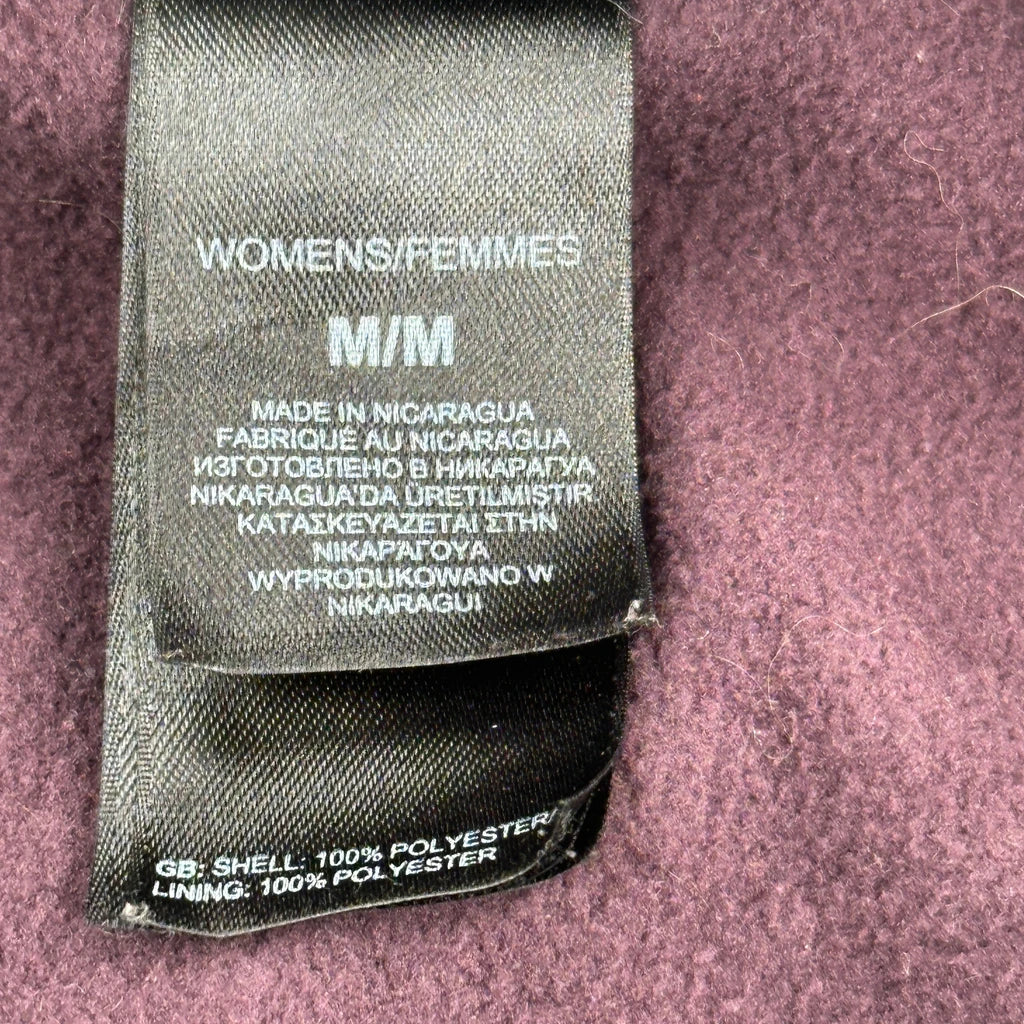 WOMENS/FEMMES
M/M
MADE IN NICARAGUA
FABRIQUÉ AU NICARAGUA
ИЗГОТОВЛЕНО В НИКАРАГУА
NIKARAGUA'DA ÜRETILMIŞTIR
ΚΑΤΑΣΚΕΥΑΖΕΤΑΙ ΣΤΗΝ
ΝΙΚΑΡΑΓΟΥΑ
WYPRODUKOWANO W
NIKARAGUI
GB: SHELL: 100% POLYESTER/
LINING: 100% POLYESTER